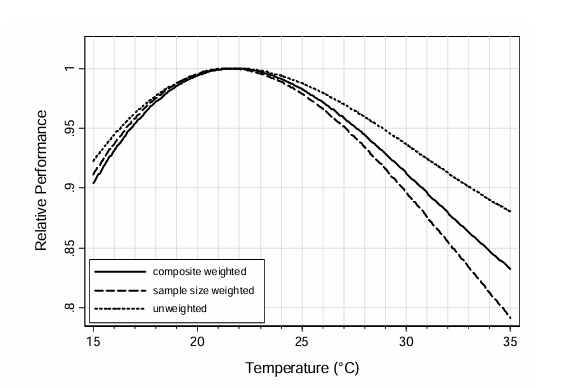 Relative Performance
1
.95
.9
.85
.8
composite weighted
sample size weighted
unweighted
15
20
25
30
35
Temperature (°C)